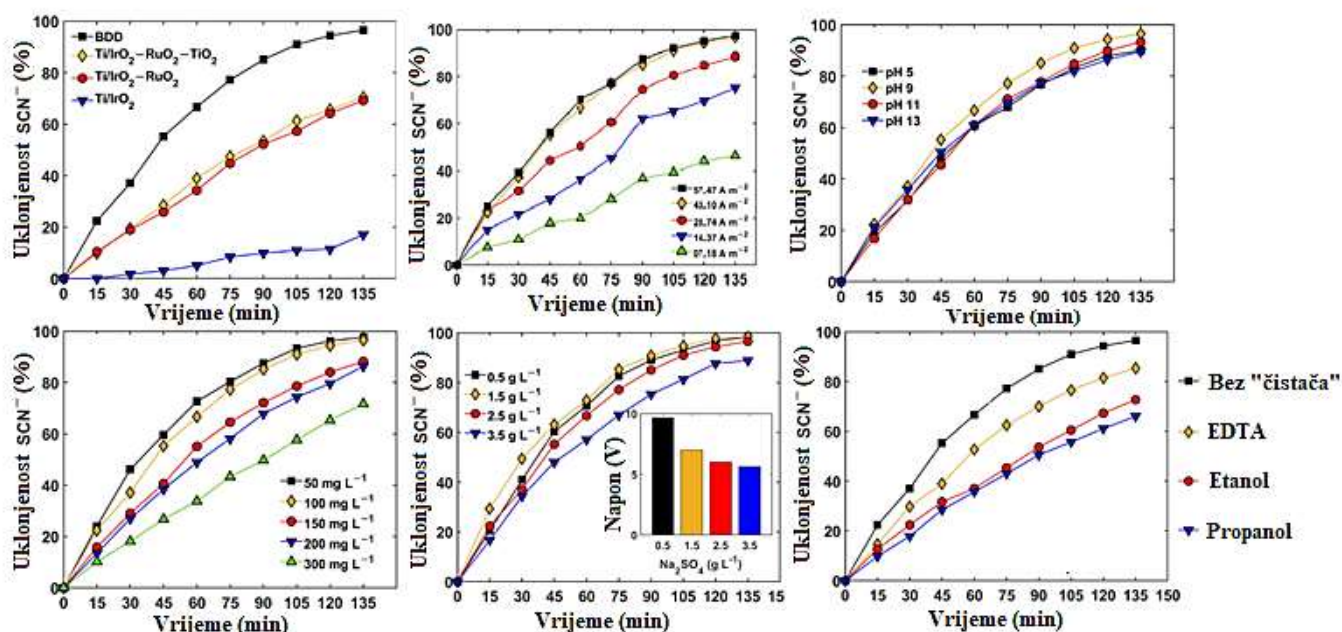 Uklonjenost SCN⁻ (%)
100
80
60
40
20
0
BDD
Ti/IrO₂−RuO₂−TiO₂
Ti/IrO₂−RuO₂
Ti/IrO₂
0 15 30 45 60 75 90 105 120 135
Vrijeme (min)
Uklonjenost SCN⁻ (%)
100
80
60
40
20
0
57.47 A m⁻²
43.10 A m⁻²
28.74 A m⁻²
14.37 A m⁻²
07.18 A m⁻²
0 15 30 45 60 75 90 105 120 135
Vrijeme (min)
Uklonjenost SCN⁻ (%)
100
80
60
40
20
0
pH 5
pH 9
pH 11
pH 13
0 15 30 45 60 75 90 105 120 135
Vrijeme (min)
Uklonjenost SCN⁻ (%)
100
80
60
40
20
0
50 mg L⁻¹
100 mg L⁻¹
150 mg L⁻¹
200 mg L⁻¹
300 mg L⁻¹
0 15 30 45 60 75 90 105 120 135
Vrijeme (min)
Uklonjenost SCN⁻ (%)
100
80
60
40
20
0
0.5 g L⁻¹
1.5 g L⁻¹
2.5 g L⁻¹
3.5 g L⁻¹
Napon (V)
10
5
0
0.5 1.5 2.5 3.5
Na₂SO₄ (g L⁻¹)
0 15 30 45 60 75 90 105 120 135 15
Vrijeme (min)
Uklonjenost SCN⁻ (%)
100
80
60
40
20
0
0 15 30 45 60 75 90 105 120 135 150
Vrijeme (min)
Bez "čistača"
EDTA
Etanol
Propanol